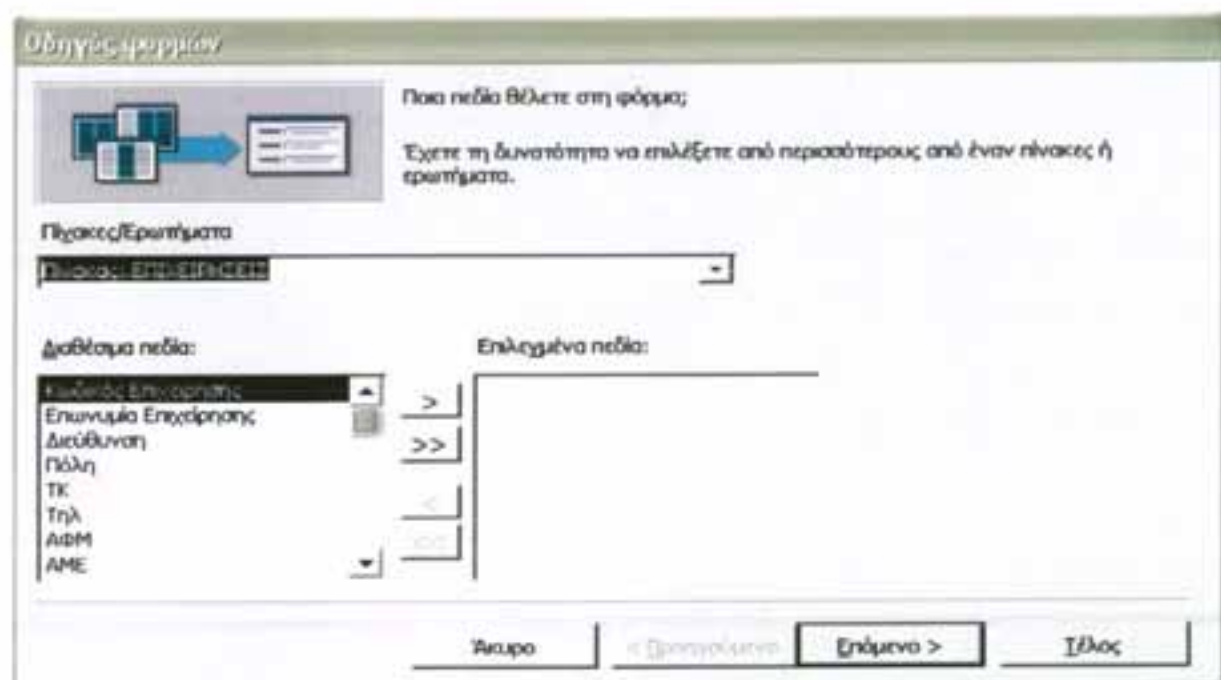 Οδηγός φορμών
Ποια πεδία θέλετε στη φόρμα;
Έχετε τη δυνατότητα να επιλέξετε από περισσότερους από έναν πίνακες ή
ερωτήματα.
Πίνακες/Ερωτήματα
Πίνακας: ΕΠΙΧΕΙΡΗΣΕΙΣ
Διαθέσιμα πεδία:
Επιλεγμένα πεδία:
Κωδικός Επιχείρησης
Επωνυμία Επιχείρησης
Διεύθυνση
Πόλη
ΤΚ
Τηλ
ΑΦΜ
ΑΜΕ
>
>>
<
<<
Άκυρο
< Προηγούμενο
Επόμενο >
Τέλος